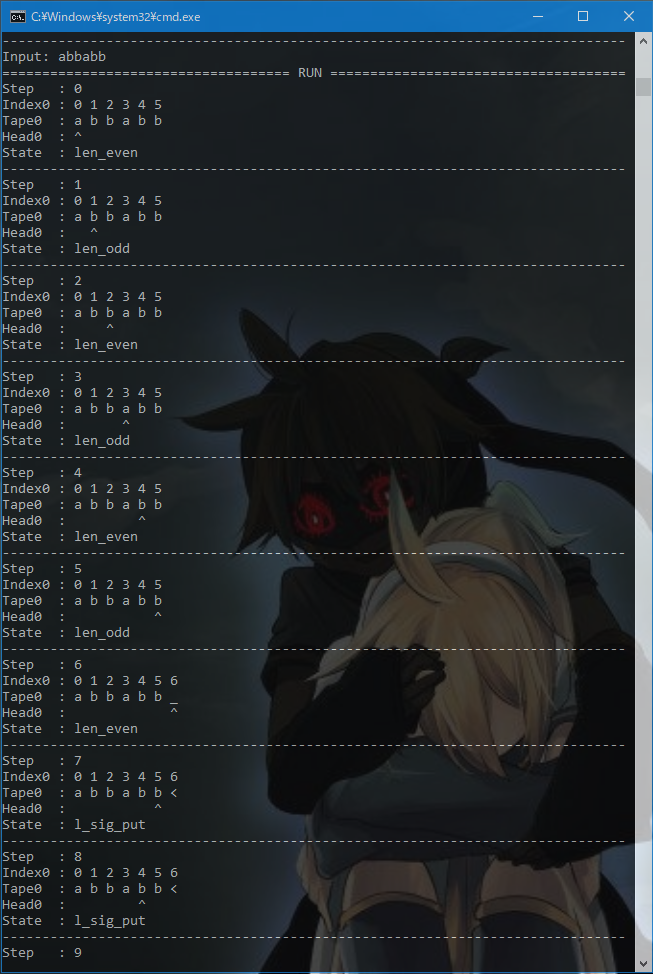 C:¥Windows¥system32¥cmd.exe
------------------------------------------------------------------------------
Input: abbabb
==================================== RUN =====================================
Step   : 0
Index0 : 0 1 2 3 4 5
Tape0  : a b b a b b
Head0  : ^
State  : len_even
------------------------------------------------------------------------------
Step   : 1
Index0 : 0 1 2 3 4 5
Tape0  : a b b a b b
Head0  :   ^
State  : len_odd
------------------------------------------------------------------------------
Step   : 2
Index0 : 0 1 2 3 4 5
Tape0  : a b b a b b
Head0  :     ^
State  : len_even
------------------------------------------------------------------------------
Step   : 3
Index0 : 0 1 2 3 4 5
Tape0  : a b b a b b
Head0  :       ^
State  : len_odd
------------------------------------------------------------------------------
Step   : 4
Index0 : 0 1 2 3 4 5
Tape0  : a b b a b b
Head0  :         ^
State  : len_even
------------------------------------------------------------------------------
Step   : 5
Index0 : 0 1 2 3 4 5
Tape0  : a b b a b b
Head0  :           ^
State  : len_odd
------------------------------------------------------------------------------
Step   : 6
Index0 : 0 1 2 3 4 5 6
Tape0  : a b b a b b _
Head0  :             ^
State  : len_even
------------------------------------------------------------------------------
Step   : 7
Index0 : 0 1 2 3 4 5 6
Tape0  : a b b a b b <
Head0  :           ^
State  : l_sig_put
------------------------------------------------------------------------------
Step   : 8
Index0 : 0 1 2 3 4 5 6
Tape0  : a b b a b b <
Head0  :         ^
State  : l_sig_put
------------------------------------------------------------------------------
Step   : 9